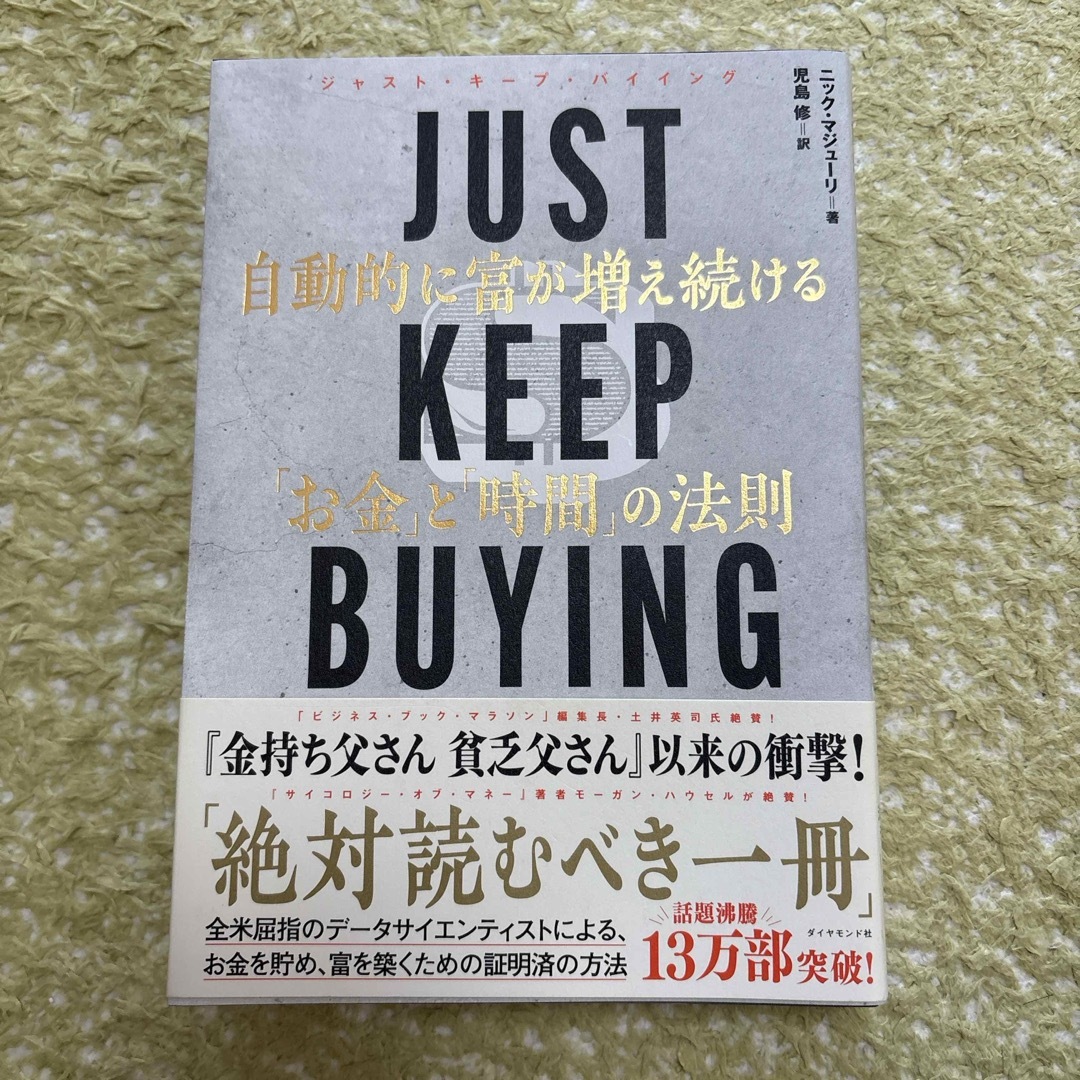 ジャスト・キープ・バイイング
ニック・マジューリ=著
児島 修=訳
JUST
自動的に富が増え続ける
KEEP
「お金」と「時間」の法則
BUYING
「ビジネス・ブック・マラソン」編集長・土井英司氏絶賛!
『金持ち父さん 貧乏父さん』以来の衝撃!
「サイコロジー・オブ・マネー」著者モーガン・ハウセルが絶賛!
「絶対読むべき一冊」
全米屈指のデータサイエンティストによる、
お金を貯め、富を築くための証明済の方法
話題沸騰
13万部突破!
ダイヤモンド社